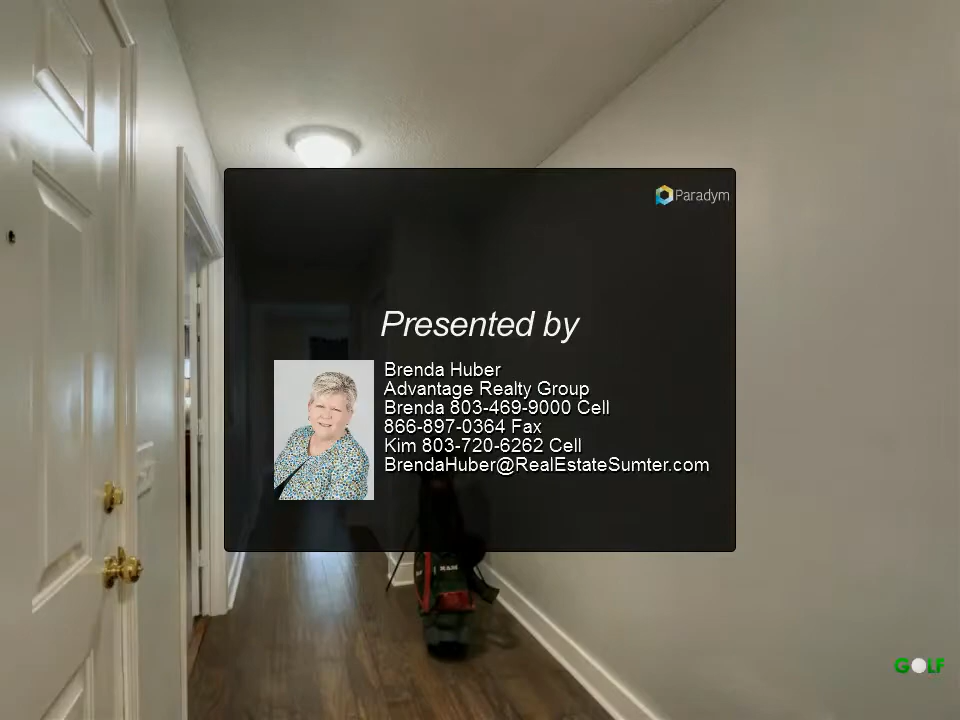 Paradym
Presented by
Brenda Huber
Advantage Realty Group
Brenda 803-469-9000 Cell
866-897-0364 Fax
Kim 803-720-6262 Cell
BrendaHuber@RealEstateSumter.com
GOLF